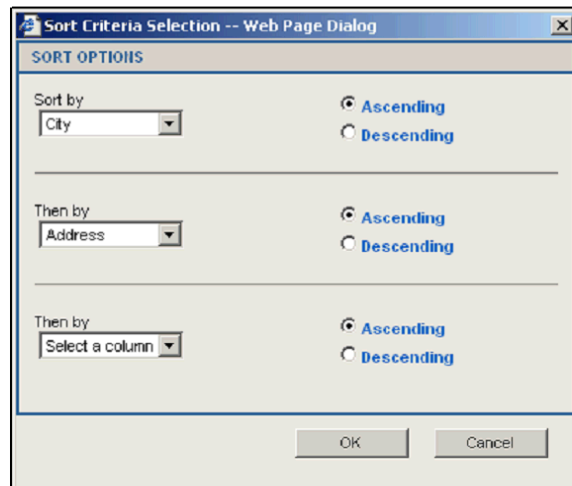 Sort Criteria Selection -- Web Page Dialog
SORT OPTIONS
Sort by
City
Ascending
Descending
Then by
Address
Ascending
Descending
Then by
Select a column
Ascending
Descending
OK
Cancel